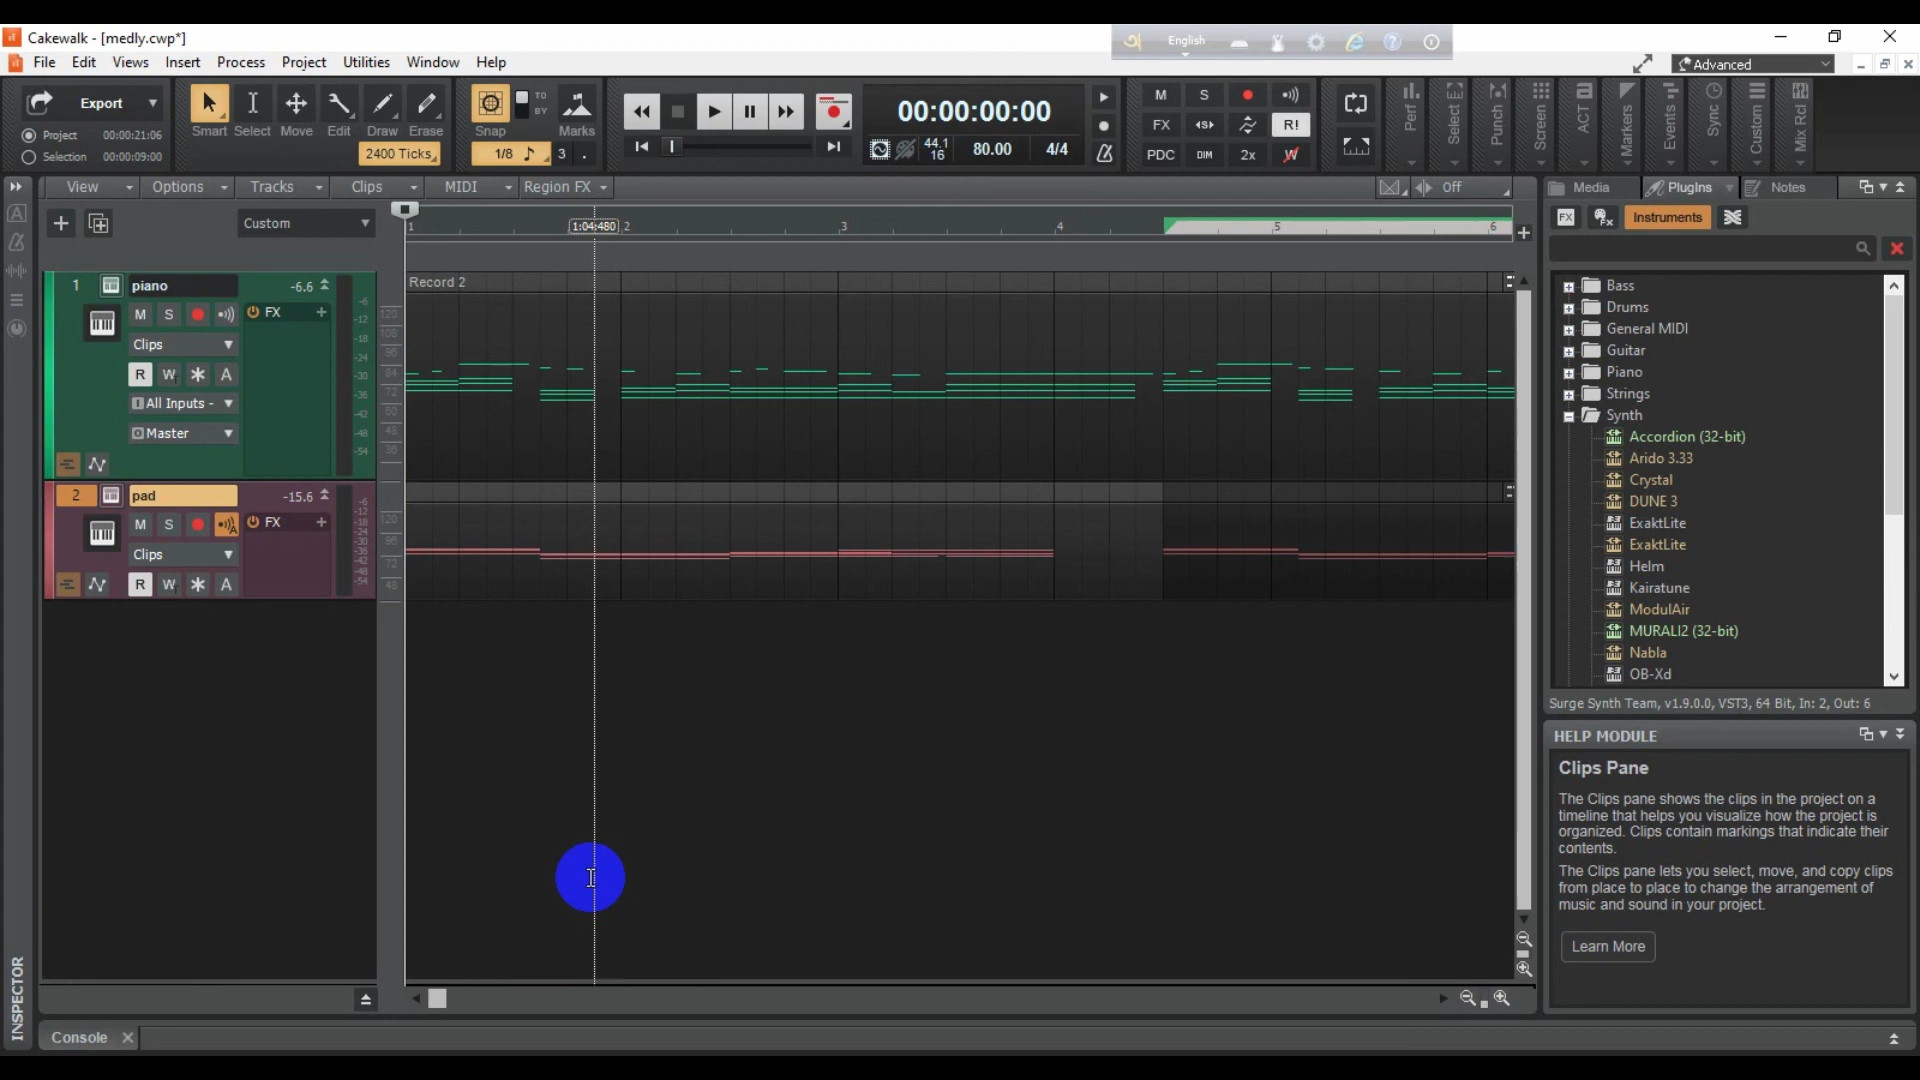 Cakewalk - [medly.cwp*]
English
File Edit Views Insert Process Project Utilities Window Help
Advanced
Export
Project 00:00:21:06
Selection 00:00:09:00
Smart Select Move Edit Draw Erase
2400 Ticks
Snap
TO
BY
Marks
1/8 3 .
00:00:00:00
44.1
16
80.00 4/4
M S
FX R!
PDC DIM 2x W
Perf
Select
Punch
Screen
ACT
Markers
Events
Sync
Custom
Mix Rcl
View Options Tracks Clips MIDI Region FX
Off
Media PlugIns Notes
Custom
1 1:04:480 2 3 4 5 6
FX Instruments
1 piano -6.6
M S FX
Clips
R W A
All Inputs -
Master
Record 2
2 pad -15.6
M S FX
Clips
R W A
Bass
Drums
General MIDI
Guitar
Piano
Strings
Synth
Accordion (32-bit)
Arido 3.33
Crystal
DUNE 3
ExaktLite
ExaktLite
Helm
Kairatune
ModulAir
MURALI2 (32-bit)
Nabla
OB-Xd
Surge Synth Team, v1.9.0.0, VST3, 64 Bit, In: 2, Out: 6
HELP MODULE
Clips Pane
The Clips pane shows the clips in the project on a
timeline that helps you visualize how the project is
organized. Clips contain markings that indicate their
contents.
The Clips pane lets you select, move, and copy clips
from place to place to change the arrangement of
music and sound in your project.
Learn More
INSPECTOR
Console